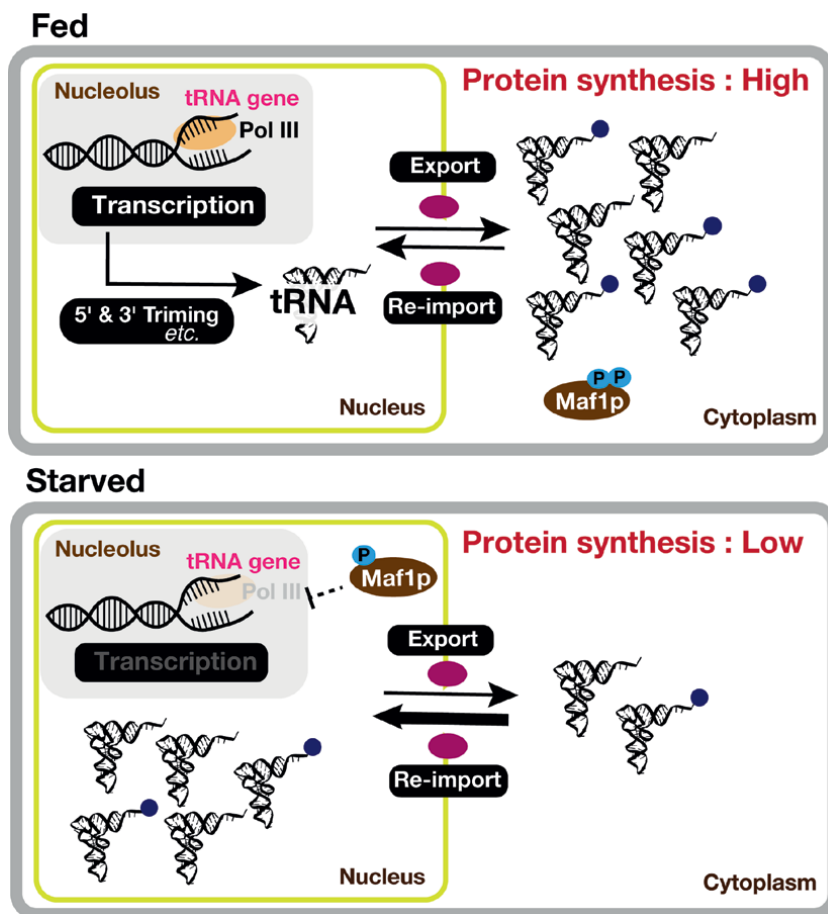 Fed
Nucleolus
Protein synthesis : High
tRNA gene
Pol III
Export
Transcription
tRNA
5' & 3' Triming
etc.
Re-import
P P
Maf1p
Nucleus
Cytoplasm
Starved
Nucleolus
Protein synthesis : Low
tRNA gene
P
Maf1p
Pol III
Export
Transcription
Re-import
Nucleus
Cytoplasm